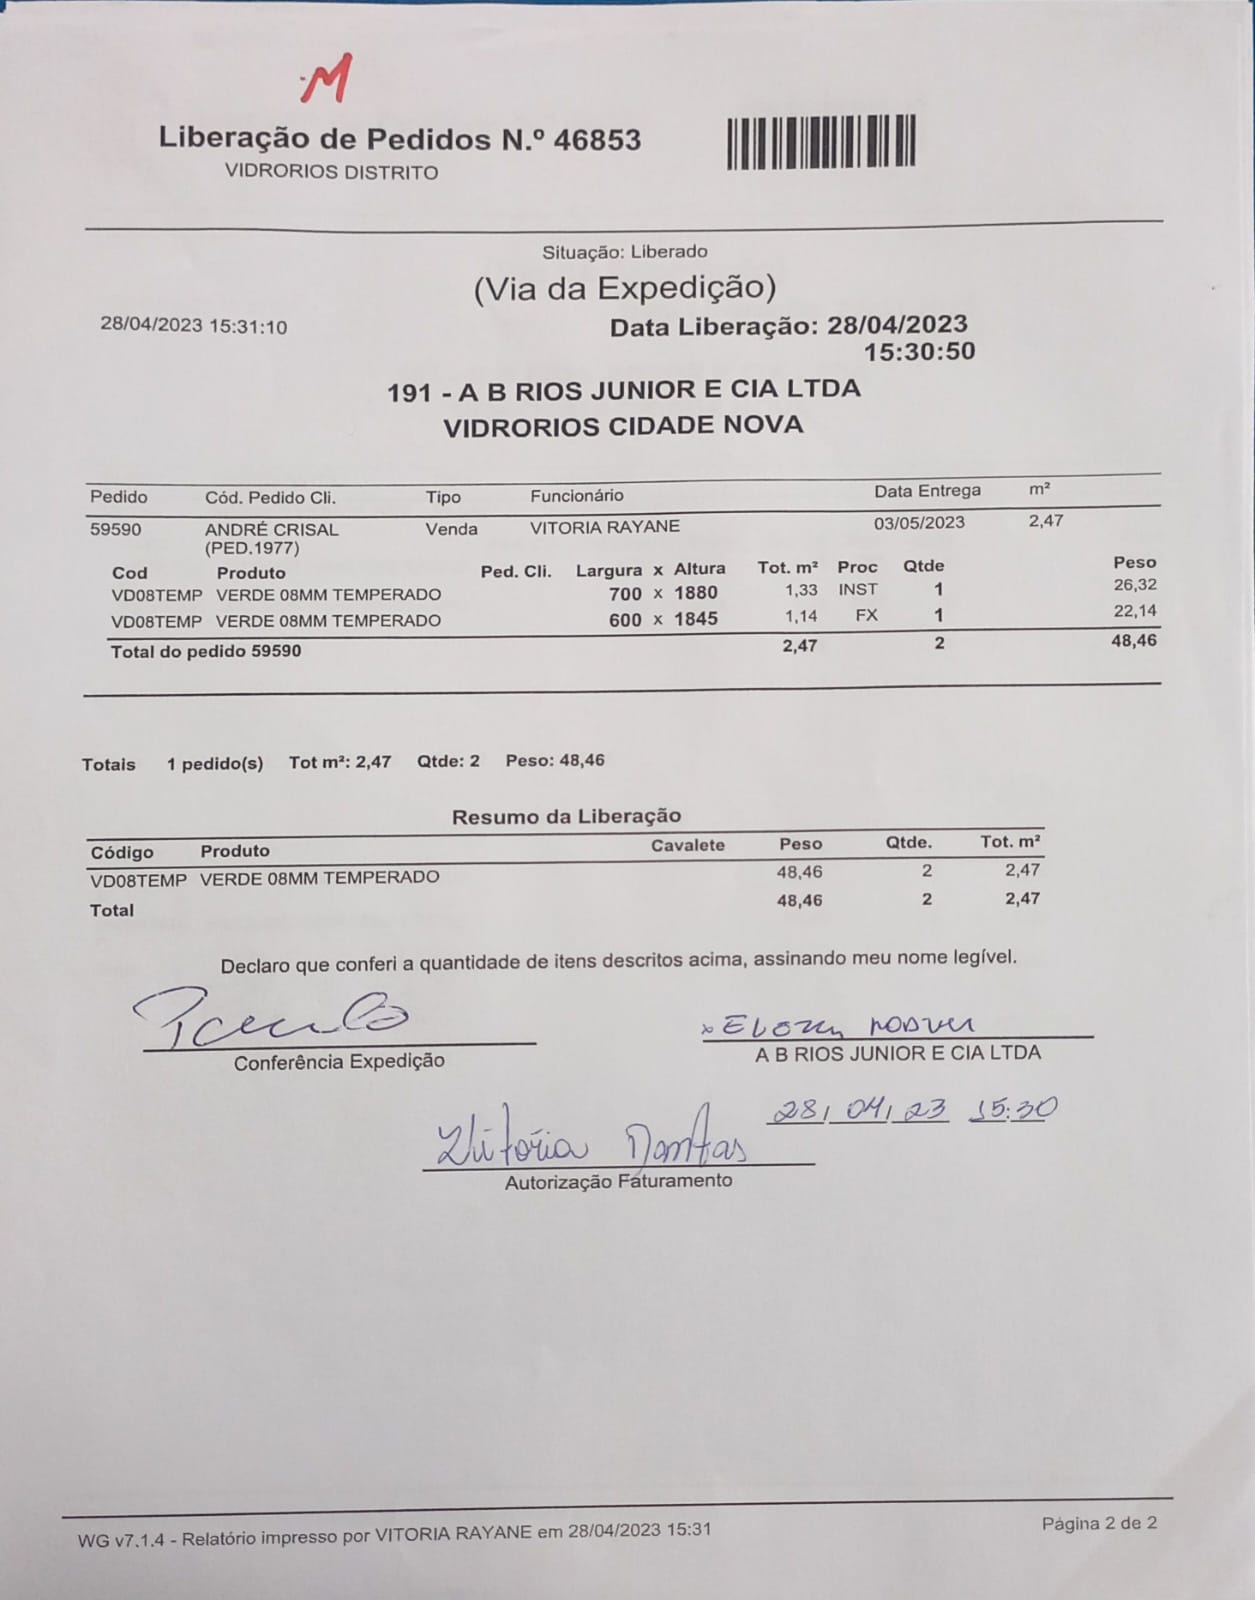 M
Liberação de Pedidos N.º 46853
VIDRORIOS DISTRITO
Situação: Liberado
(Via da Expedição)
28/04/2023 15:31:10 Data Liberação: 28/04/2023
15:30:50
191 - A B RIOS JUNIOR E CIA LTDA
VIDRORIOS CIDADE NOVA
Pedido Cód. Pedido Cli. Tipo Funcionário Data Entrega m²
59590 ANDRÉ CRISAL Venda VITORIA RAYANE 03/05/2023 2,47
(PED.1977)
Cod Produto Ped. Cli. Largura x Altura Tot. m² Proc Qtde Peso
VD08TEMP VERDE 08MM TEMPERADO 700 x 1880 1,33 INST 1 26,32
VD08TEMP VERDE 08MM TEMPERADO 600 x 1845 1,14 FX 1 22,14
Total do pedido 59590 2,47 2 48,46
Totais 1 pedido(s) Tot m²: 2,47 Qtde: 2 Peso: 48,46
Resumo da Liberação
Código Produto Cavalete Peso Qtde. Tot. m²
VD08TEMP VERDE 08MM TEMPERADO 48,46 2 2,47
Total 48,46 2 2,47
Declaro que conferi a quantidade de itens descritos acima, assinando meu nome legível.
Conferência Expedição A B RIOS JUNIOR E CIA LTDA
28/04/23 15:30
Vitória Dantas
Autorização Faturamento
WG v7.1.4 - Relatório impresso por VITORIA RAYANE em 28/04/2023 15:31 Página 2 de 2